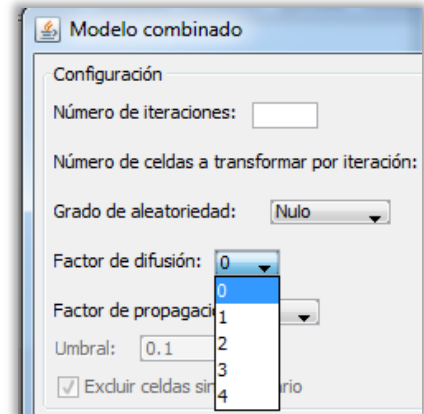 Modelo combinado
Configuración
Número de iteraciones:
Número de celdas a transformar por iteración:
Grado de aleatoriedad: Nulo
Factor de difusión: 0
0
Factor de propagaci
1
Umbral: 0.1
2
3
Excluir celdas sin ario
4